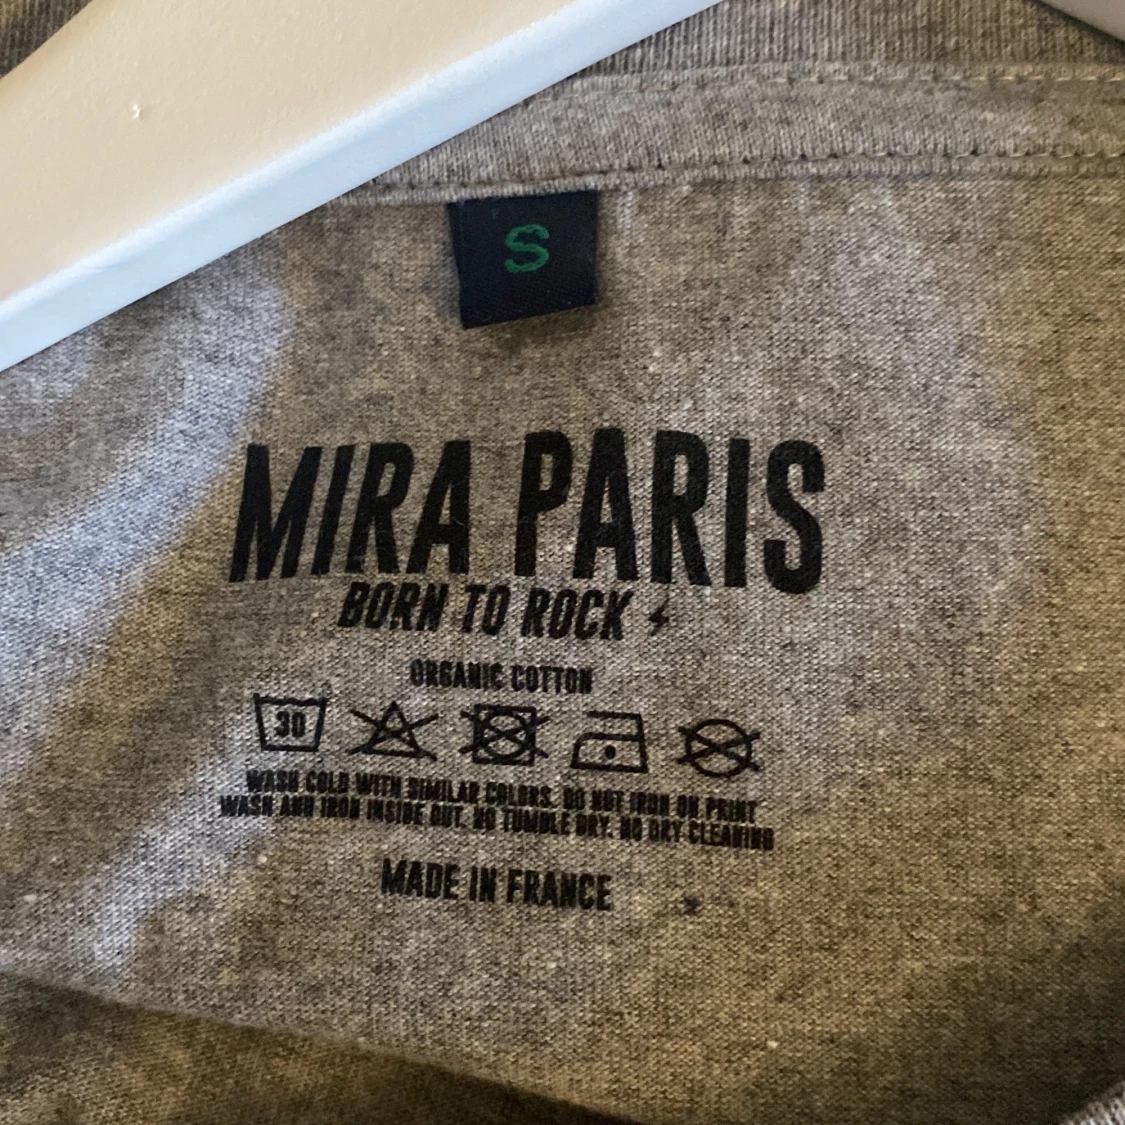 S
MIRA PARIS
BORN TO ROCK
ORGANIC COTTON
30
WASH COLD WITH SIMILAR COLORS. DO NOT IRON ON PRINT
WASH AND IRON INSIDE OUT. NO TUMBLE DRY. NO DRY CLEANING
MADE IN FRANCE